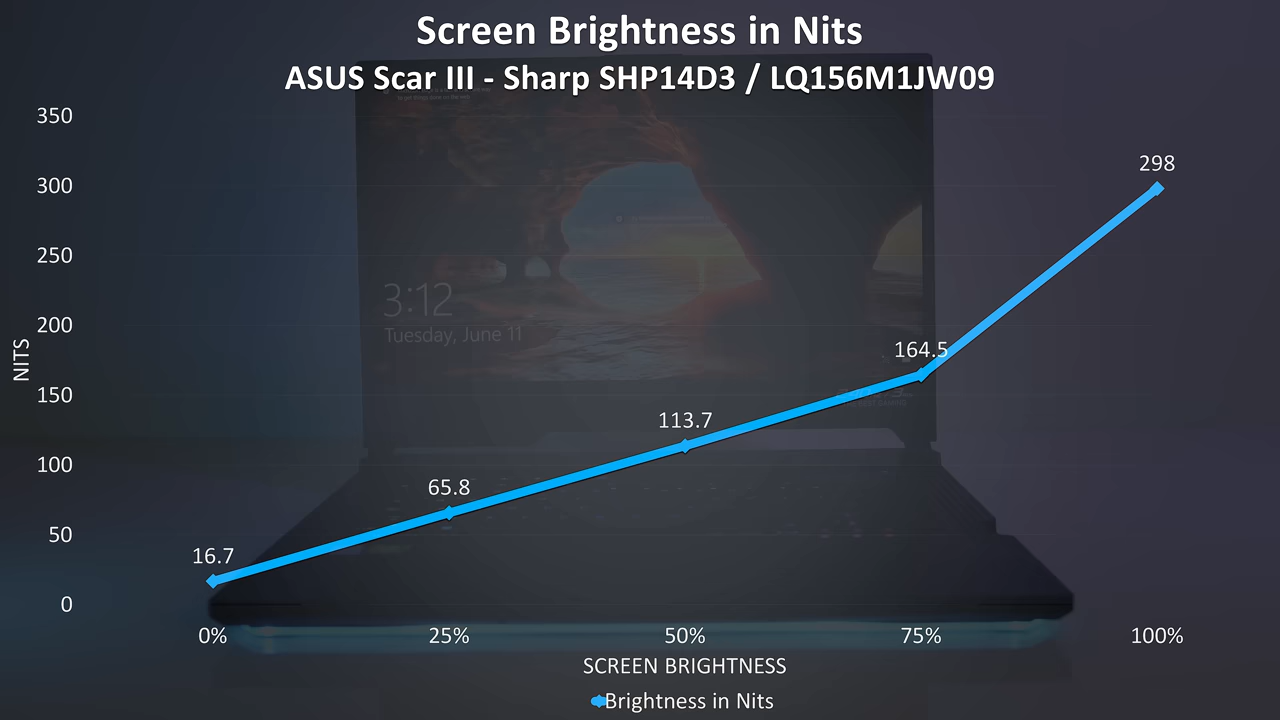 Screen Brightness in Nits
ASUS Scar III - Sharp SHP14D3 / LQ156M1JW09
350
300
250
200
150
100
50
0
NITS
298
164.5
113.7
65.8
16.7
3:12
Tuesday, June 11
0% 25% 50% 75% 100%
SCREEN BRIGHTNESS
Brightness in Nits